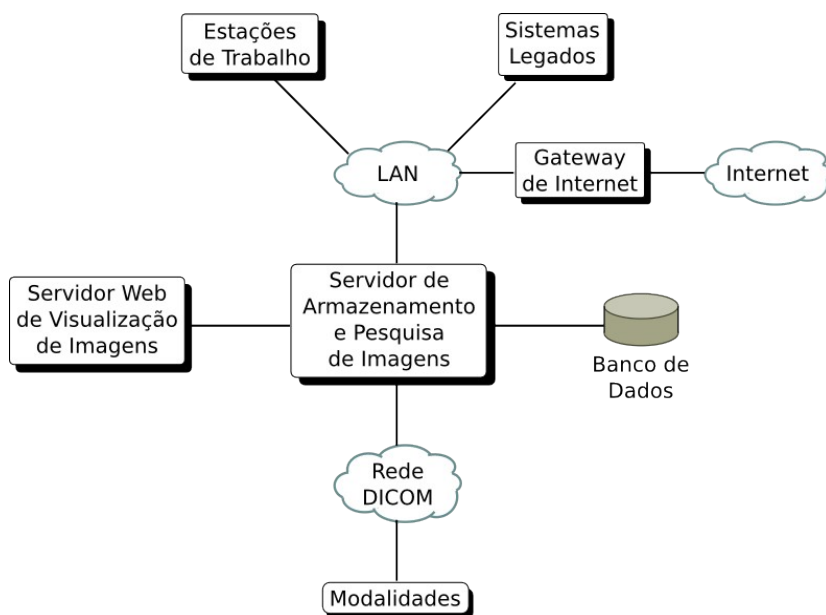 Estações
de Trabalho
Sistemas
Legados
LAN
Gateway
de Internet
Internet
Servidor Web
de Visualização
de Imagens
Servidor de
Armazenamento
e Pesquisa
de Imagens
Banco de
Dados
Rede
DICOM
Modalidades